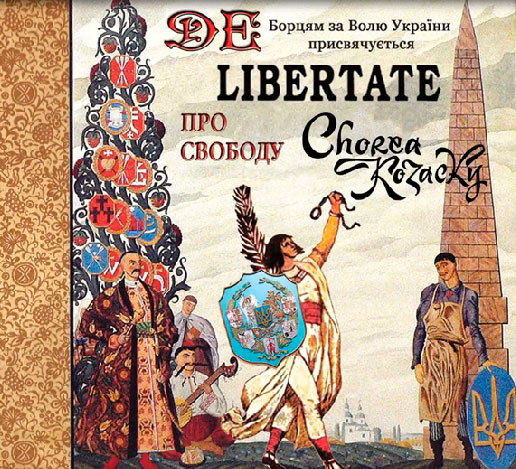 DE
Борцям за Волю України
присвячується
LIBERTATE
ПРО
СВОБОДУ
Chorea
Kozacky